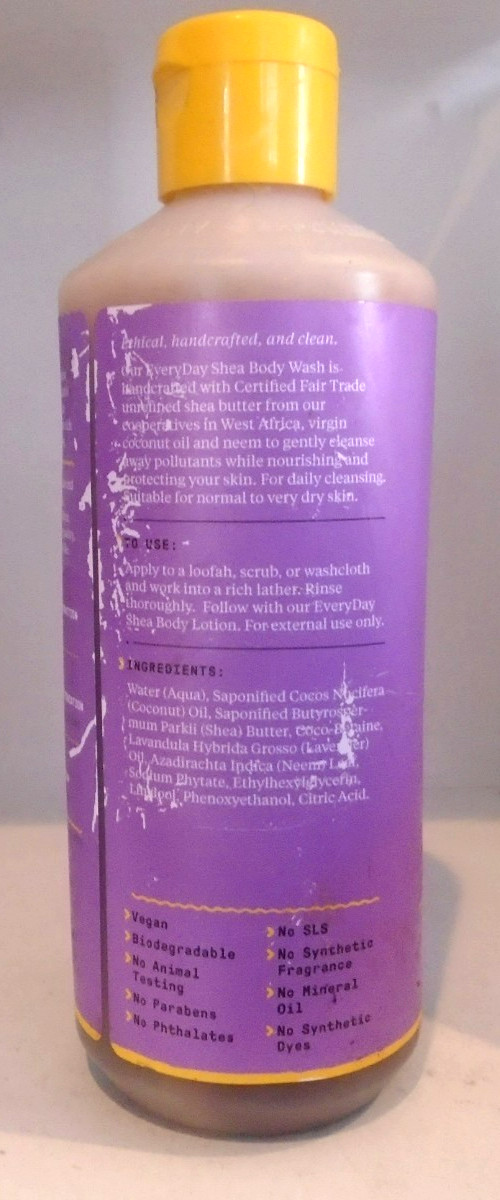 Ethical, handcrafted, and clean.
Our EveryDay Shea Body Wash is
handcrafted with Certified Fair Trade
unrefined shea butter from our
cooperatives in West Africa, virgin
coconut oil and neem to gently cleanse
away pollutants while nourishing and
protecting your skin. For daily cleansing.
Suitable for normal to very dry skin.
TO USE:
Apply to a loofah, scrub, or washcloth
and work into a rich lather. Rinse
thoroughly. Follow with our EveryDay
Shea Body Lotion. For external use only.
INGREDIENTS:
Water (Aqua), Saponified Cocos Nucifera
(Coconut) Oil, Saponified Butyrosper-
mum Parkii (Shea) Butter, Coco-Betaine,
Lavandula Hybrida Grosso (Lavender)
Oil, Azadirachta Indica (Neem) Leaf,
Sodium Phytate, Ethylhexylglycerin,
Linalool, Phenoxyethanol, Citric Acid.
Vegan
Biodegradable
No Animal
Testing
No Parabens
No Phthalates
No SLS
No Synthetic
Fragrance
No Mineral
Oil
No Synthetic
Dyes